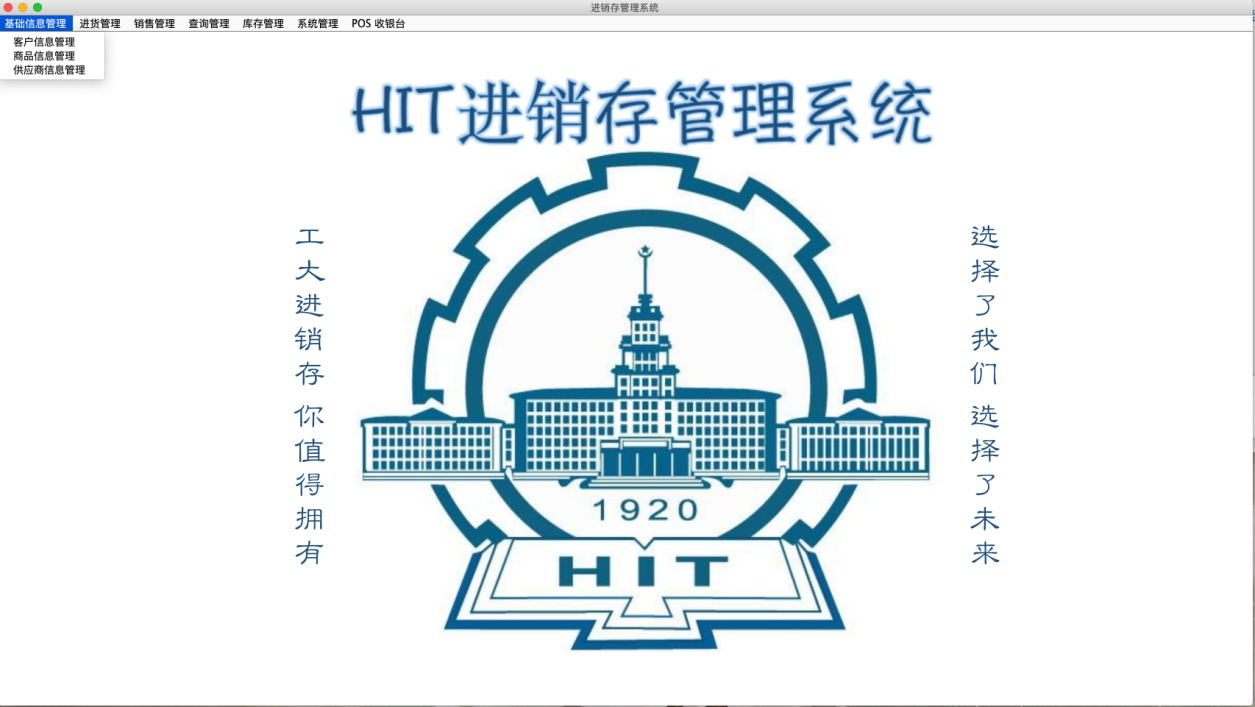 进销存管理系统
基础信息管理 进货管理 销售管理 查询管理 库存管理 系统管理 POS 收银台
客户信息管理
商品信息管理
供应商信息管理
HIT进销存管理系统
工大进销存 你值得拥有
选择了我们 选择了未来
1920
HIT